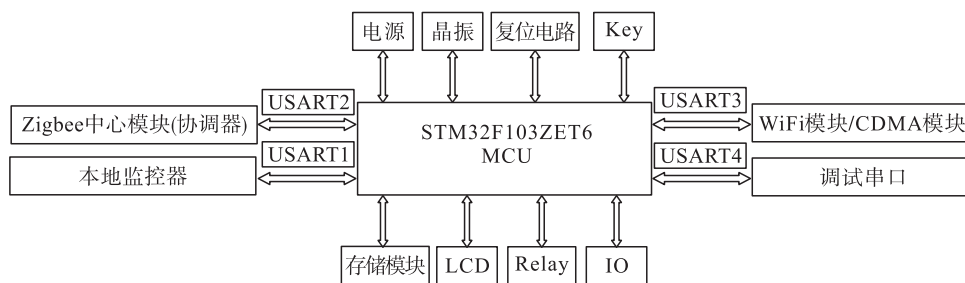 电源
晶振
复位电路
Key
USART2
USART3
Zigbee中心模块(协调器)
STM32F103ZET6
MCU
WiFi模块/CDMA模块
USART1
USART4
本地监控器
调试串口
存储模块
LCD
Relay
IO